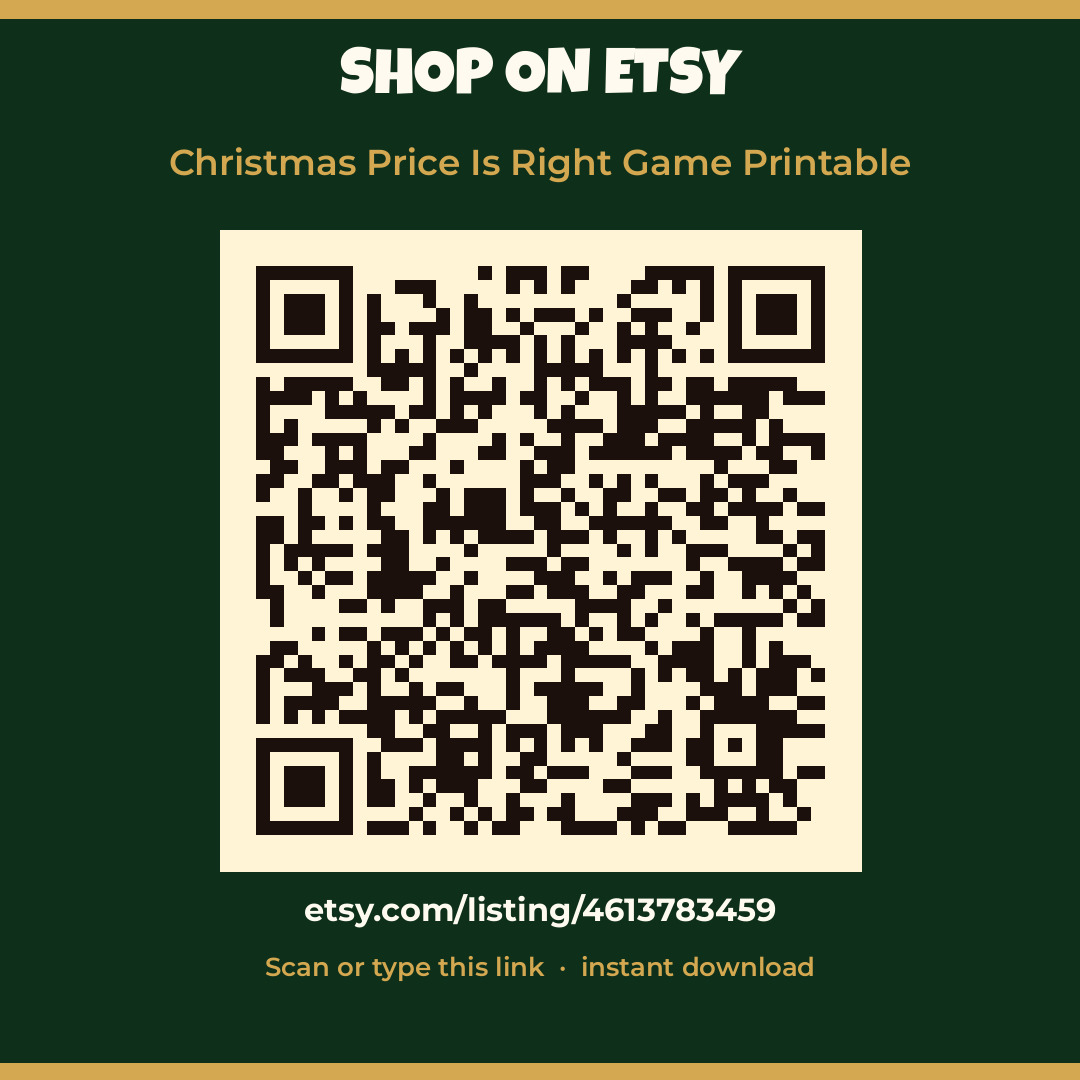 SHOP ON ETSY
Christmas Price Is Right Game Printable
etsy.com/listing/4613783459
Scan or type this link · instant download